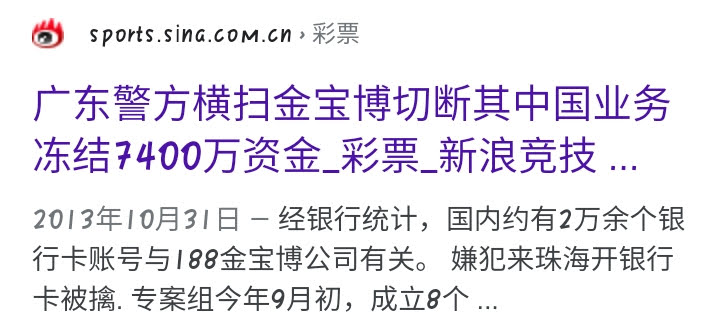 sports.sina.com.cn › 彩票
广东警方横扫金宝博切断其中国业务
冻结7400万资金_彩票_新浪竞技 ...
2013年10月31日 — 经银行统计，国内约有2万余个银
行卡账号与188金宝博公司有关。 嫌犯来珠海开银行
卡被擒. 专案组今年9月初，成立8个 ...